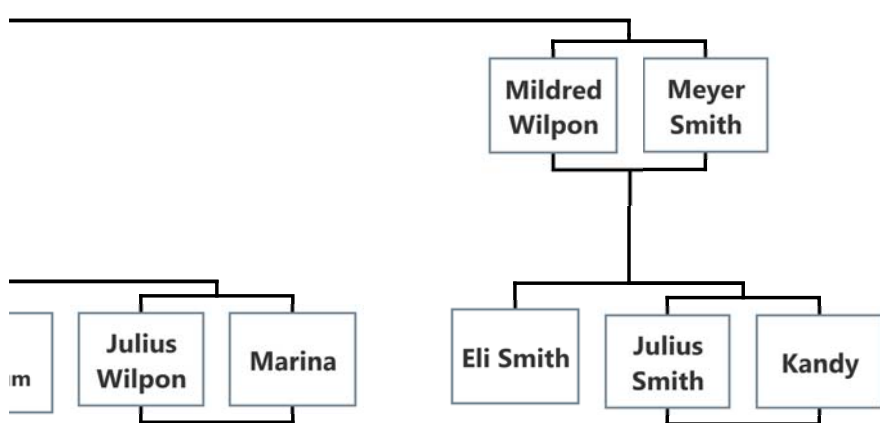 Mildred
Wilpon
Meyer
Smith
Julius
Wilpon
Marina
Eli Smith
Julius
Smith
Kandy